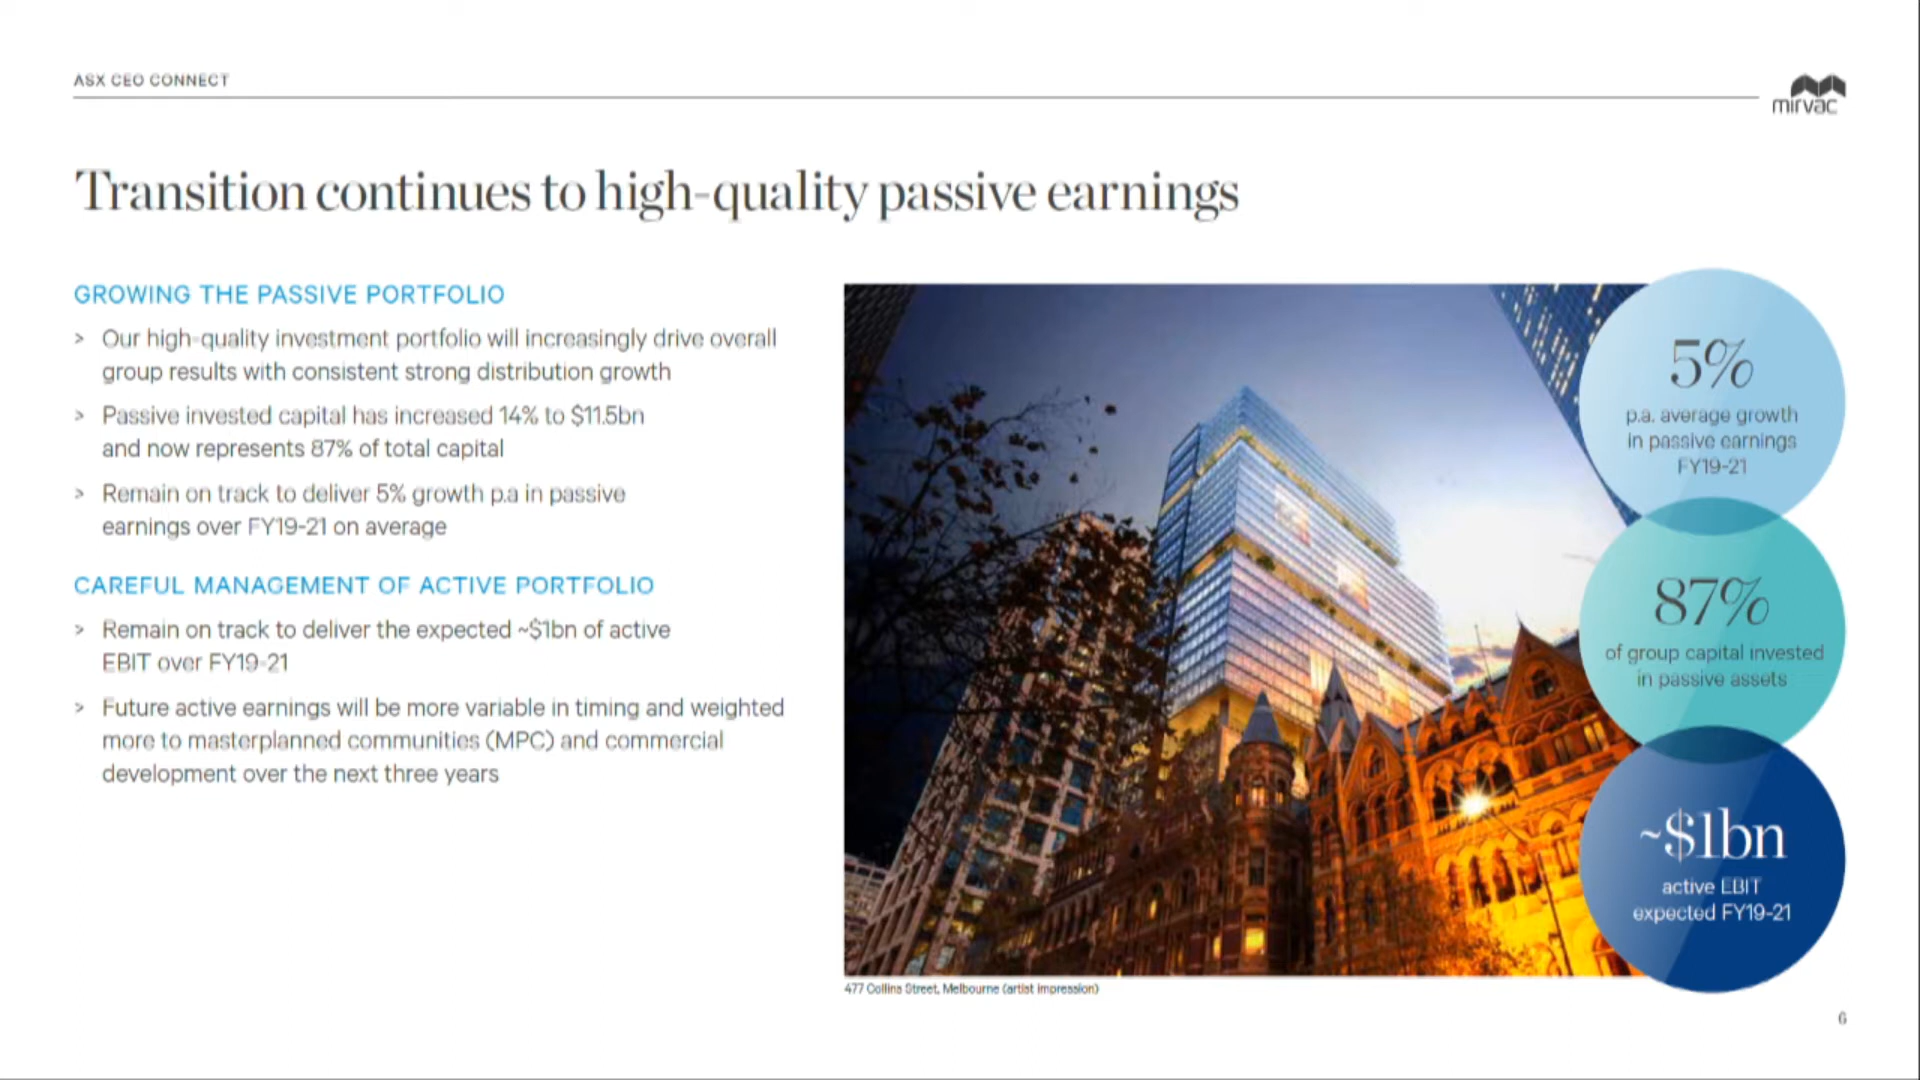 ASX CEO CONNECT
mirvac
Transition continues to high-quality passive earnings
GROWING THE PASSIVE PORTFOLIO
> Our high-quality investment portfolio will increasingly drive overall
group results with consistent strong distribution growth
> Passive invested capital has increased 14% to $11.5bn
and now represents 87% of total capital
> Remain on track to deliver 5% growth p.a in passive
earnings over FY19-21 on average
CAREFUL MANAGEMENT OF ACTIVE PORTFOLIO
> Remain on track to deliver the expected ~$1bn of active
EBIT over FY19-21
> Future active earnings will be more variable in timing and weighted
more to masterplanned communities (MPC) and commercial
development over the next three years
5%
p.a. average growth
in passive earnings
FY19-21
87%
of group capital invested
in passive assets
~$1bn
active EBIT
expected FY19-21
477 Collins Street, Melbourne (artist impression)
6